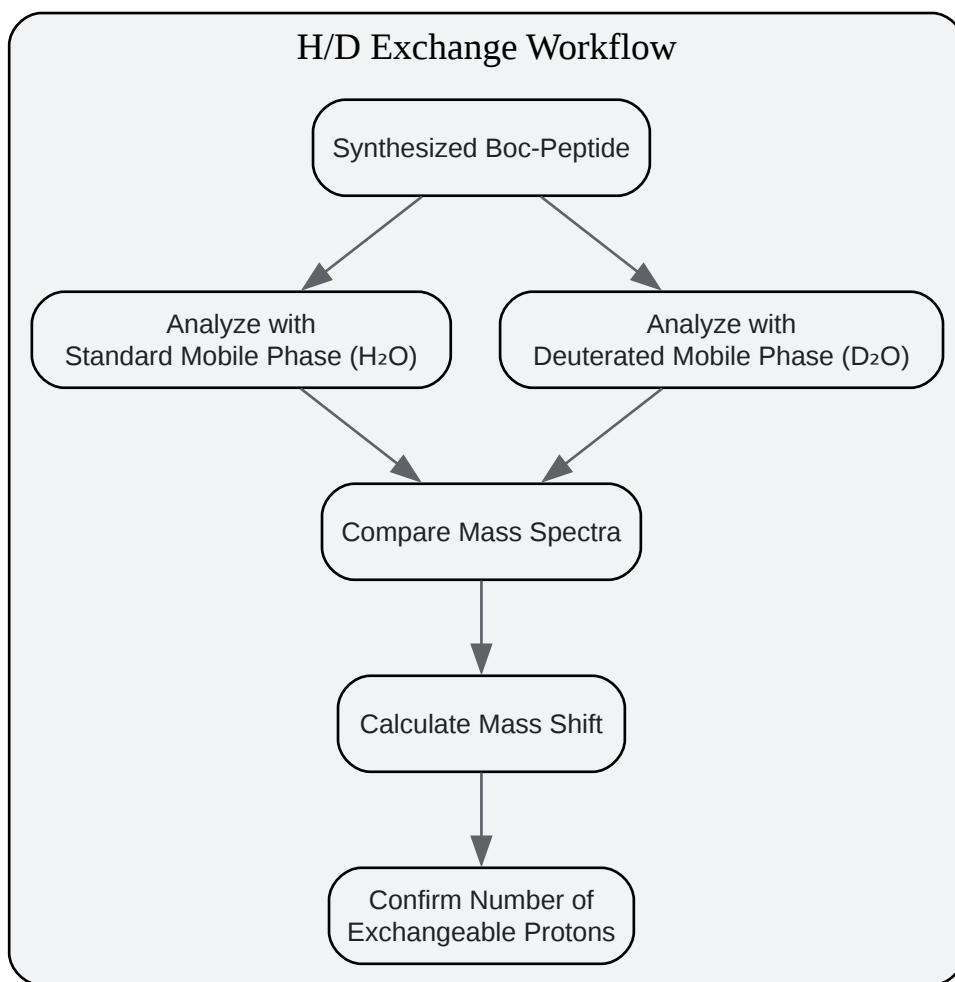 H/D Exchange Workflow
Synthesized Boc-Peptide
Analyze with
Standard Mobile Phase (H₂O)
Analyze with
Deuterated Mobile Phase (D₂O)
Compare Mass Spectra
Calculate Mass Shift
Confirm Number of
Exchangeable Protons